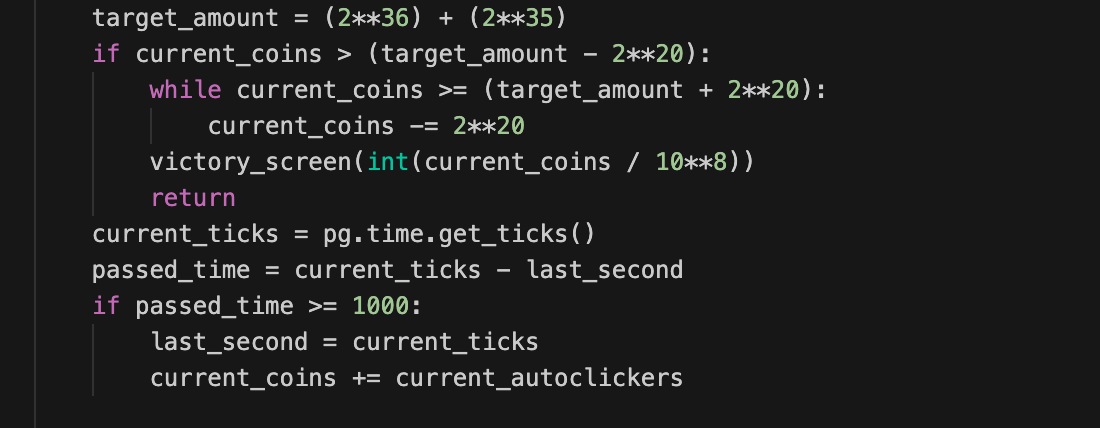 target_amount = (2**36) + (2**35)
if current_coins > (target_amount - 2**20):
    while current_coins >= (target_amount + 2**20):
        current_coins -= 2**20
    victory_screen(int(current_coins / 10**8))
    return
current_ticks = pg.time.get_ticks()
passed_time = current_ticks - last_second
if passed_time >= 1000:
    last_second = current_ticks
    current_coins += current_autoclickers